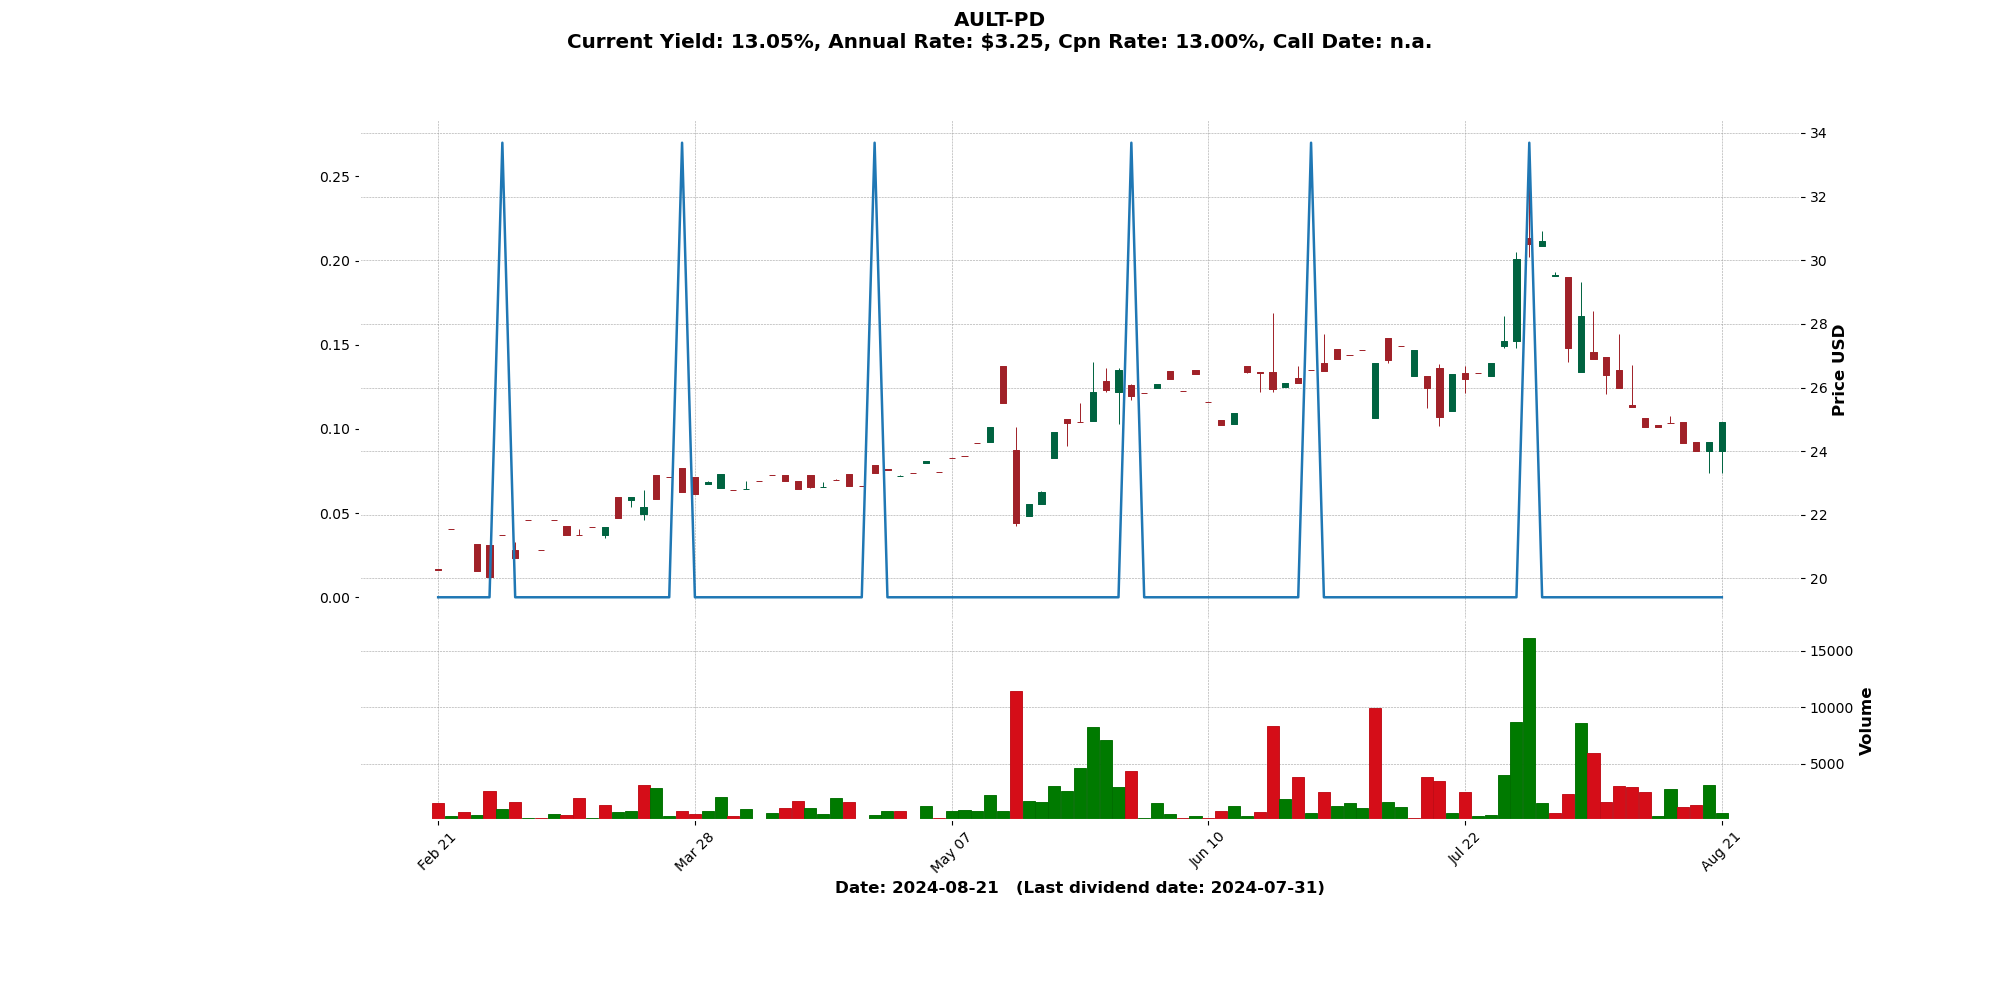 AULT-PD
Current Yield: 13.05%, Annual Rate: $3.25, Cpn Rate: 13.00%, Call Date: n.a.
0.25
0.20
0.15
0.10
0.05
0.00
34
32
30
28
26
24
22
20
Price USD
15000
10000
5000
Volume
Feb 21
Mar 28
May 07
Jun 10
Jul 22
Aug 21
Date: 2024-08-21   (Last dividend date: 2024-07-31)